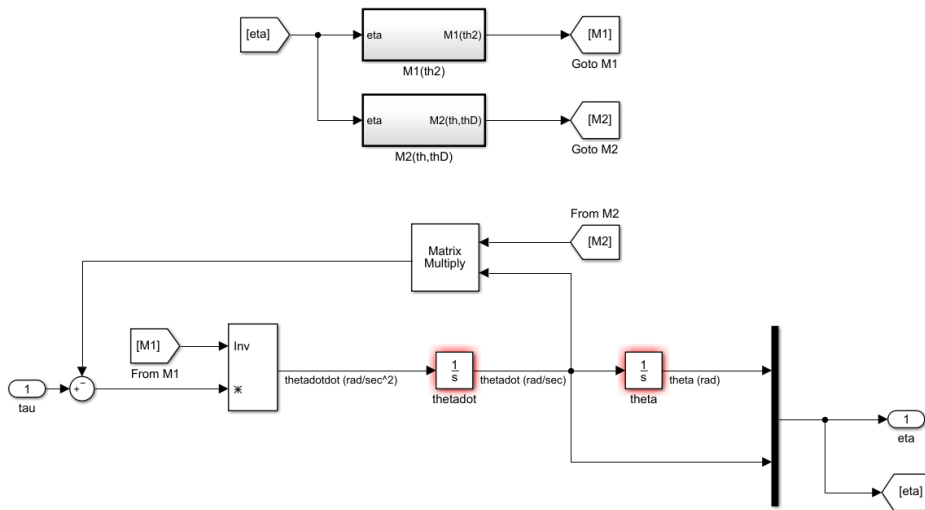 [eta]
eta
M1(th2)
[M1]
M1(th2)
Goto M1
eta
M2(th,thD)
[M2]
M2(th,thD)
Goto M2
From M2
Matrix
Multiply
[M2]
[M1]
From M1
Inv
1
tau
+
−
*
thetadotdot (rad/sec^2)
1
s
thetadot
thetadot (rad/sec)
1
s
theta
theta (rad)
1
eta
[eta]